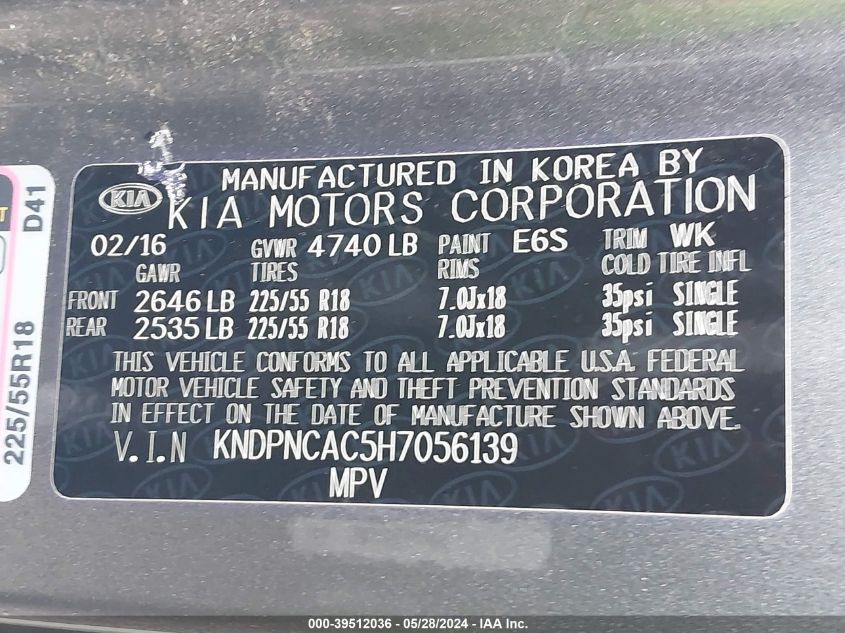 MANUFACTURED IN KOREA BY
KIA KIA MOTORS CORPORATION
02/16 GVWR 4740 LB PAINT E6S TRIM WK
GAWR TIRES RIMS COLD TIRE INFL
FRONT 2646 LB 225/55 R18 7.0Jx18 35psi SINGLE
REAR 2535 LB 225/55 R18 7.0Jx18 35psi SINGLE
THIS VEHICLE CONFORMS TO ALL APPLICABLE U.S.A. FEDERAL
MOTOR VEHICLE SAFETY AND THEFT PREVENTION STANDARDS
IN EFFECT ON THE DATE OF MANUFACTURE SHOWN ABOVE.
V.I.N KNDPNCAC5H7056139
MPV
225/55R18 D41
000-39512036 - 05/28/2024 - IAA Inc.